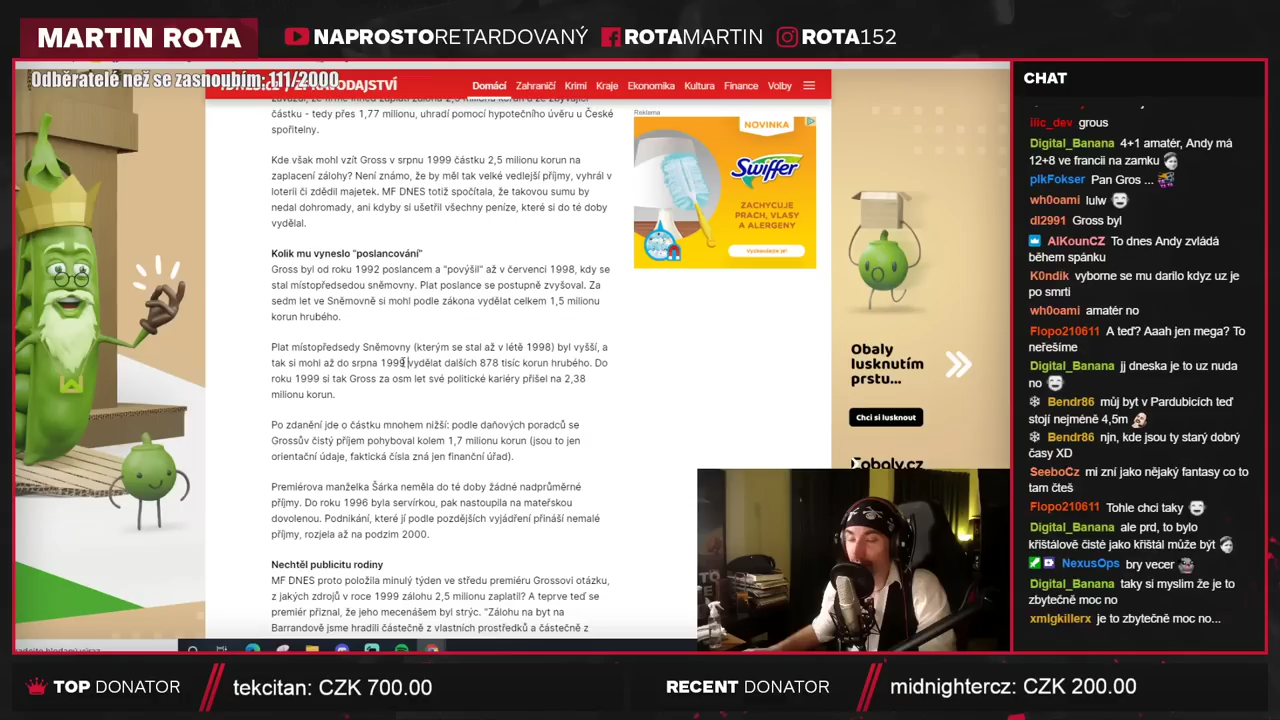 MARTIN ROTA
NAPROSTORETARDOVANÝ
ROTAMARTIN
ROTA152
Odběratelé než se zasnoubím: 111/2000
Domácí Zahraničí Krimi Kraje Ekonomika Kultura Finance Volby
částku - tedy přes 1,77 milionu, uhradí pomocí hypotečního úvěru u České
spořitelny.
Kde však mohl vzít Gross v srpnu 1999 částku 2,5 milionu korun na
zaplacení zálohy? Není známo, že by měl tak velké vedlejší příjmy, vyhrál v
loterii či zdědil majetek. MF DNES totiž spočítala, že takovou sumu by
nedal dohromady, ani kdyby si ušetřil všechny peníze, které si do té doby
vydělal.
Kolik mu vyneslo "poslancování"
Gross byl od roku 1992 poslancem a "povýšil" až v červenci 1998, kdy se
stal místopředsedou sněmovny. Plat poslance se postupně zvyšoval. Za
sedm let ve Sněmovně si mohl podle zákona vydělat celkem 1,5 milionu
korun hrubého.
Plat místopředsedy Sněmovny (kterým se stal až v létě 1998) byl vyšší, a
tak si mohl až do srpna 1999 vydělat dalších 878 tisíc korun hrubého. Do
roku 1999 si tak Gross za osm let své politické kariéry přišel na 2,38
milionu korun.
Po zdanění jde o částku mnohem nižší: podle daňových poradců se
Grossův čistý příjem pohyboval kolem 1,7 milionu korun (jsou to jen
orientační údaje, faktická čísla zná jen finanční úřad).
Premiérova manželka Šárka neměla do té doby žádné nadprůměrné
příjmy. Do roku 1996 byla servírkou, pak nastoupila na mateřskou
dovolenou. Podnikání, které jí podle pozdějších vyjádření přináší nemalé
příjmy, rozjela až na podzim 2000.
Nechtěl publicitu rodiny
MF DNES proto položila minulý týden ve středu premiéru Grossovi otázku,
z jakých zdrojů v roce 1999 zálohu 2,5 milionu zaplatil? A teprve teď se
premiér přiznal, že jeho mecenášem byl strýc. "Zálohu na byt na
Barrandově jsme hradili částečně z vlastních prostředků a částečně z
Reklama
NOVINKA
Swiffer
ZACHYCUJE
PRACH, VLASY
A ALERGENY
Obaly
lusknutím
prstu...
Chci si lusknout
Obaly.cz
CHAT
iiic_dev grous
Digital_Banana 4+1 amatér, Andy má
12+8 ve francii na zamku
plkFokser Pan Gros ...
wh0oami lulw
dl2991 Gross byl
AlKounCZ To dnes Andy zvládá
během spánku
K0ndik vyborne se mu darilo kdyz uz je
po smrti
wh0oami amatér no
Flopo210611 A teď? Aaah jen mega? To
neřešíme
Digital_Banana jj dneska je to uz nuda
no
Bendr86 můj byt v Pardubicích teď
stojí nejméně 4,5m
Bendr86 njn, kde jsou ty starý dobrý
časy XD
SeeboCz mi zní jako nějaký fantasy co to
tam čteš
Flopo210611 Tohle chci taky
Digital_Banana ale prd, to bylo
křištálově čisté jako křištál může být
NexusOps bry vecer
Digital_Banana taky si myslim že je to
zbytečně moc no
xmlgkillerx je to zbytečně moc no...
TOP DONATOR
tekcitan: CZK 700.00
RECENT DONATOR
midnightercz: CZK 200.00